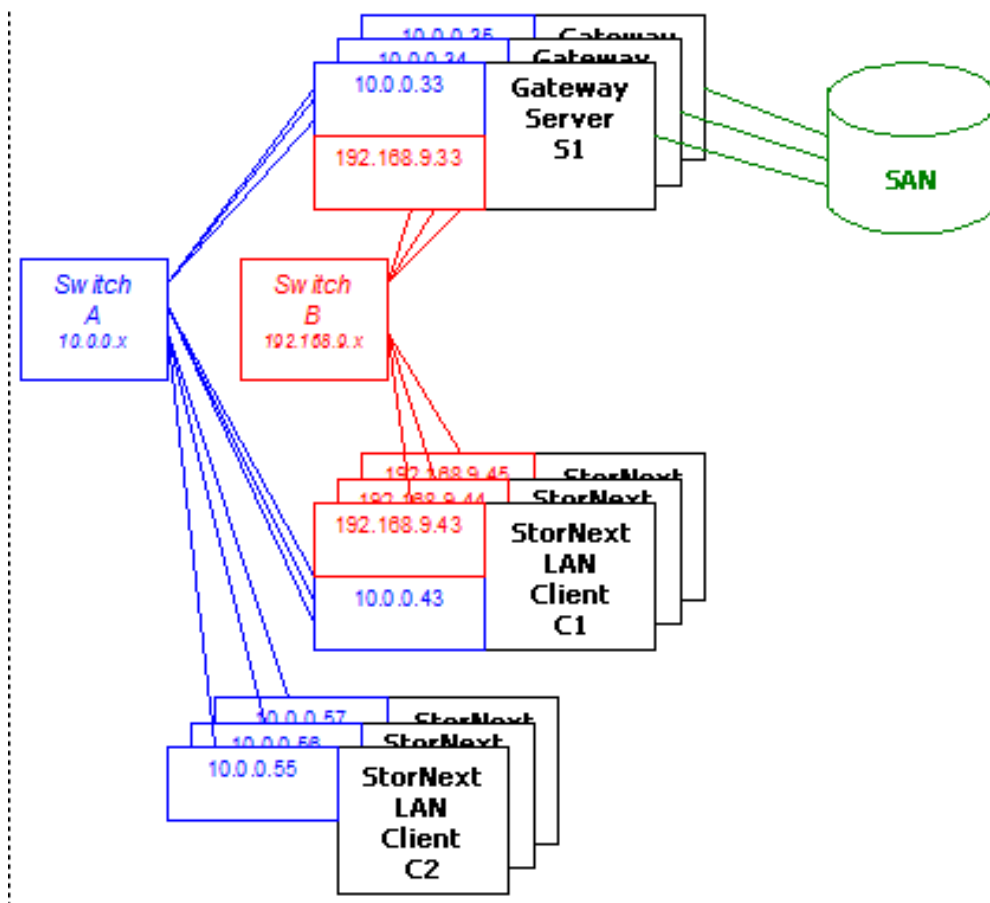 10.0.0.35
Gateway
10.0.0.34
Gateway
10.0.0.33
Gateway
Server
S1
192.168.9.33
SAN
Switch
A
10.0.0.x
Switch
B
192.168.9.x
192.168.9.45
StorNext
192.168.9.44
StorNext
192.168.9.43
StorNext
LAN
Client
C1
10.0.0.43
10.0.0.57
StorNext
10.0.0.56
StorNext
10.0.0.55
StorNext
LAN
Client
C2